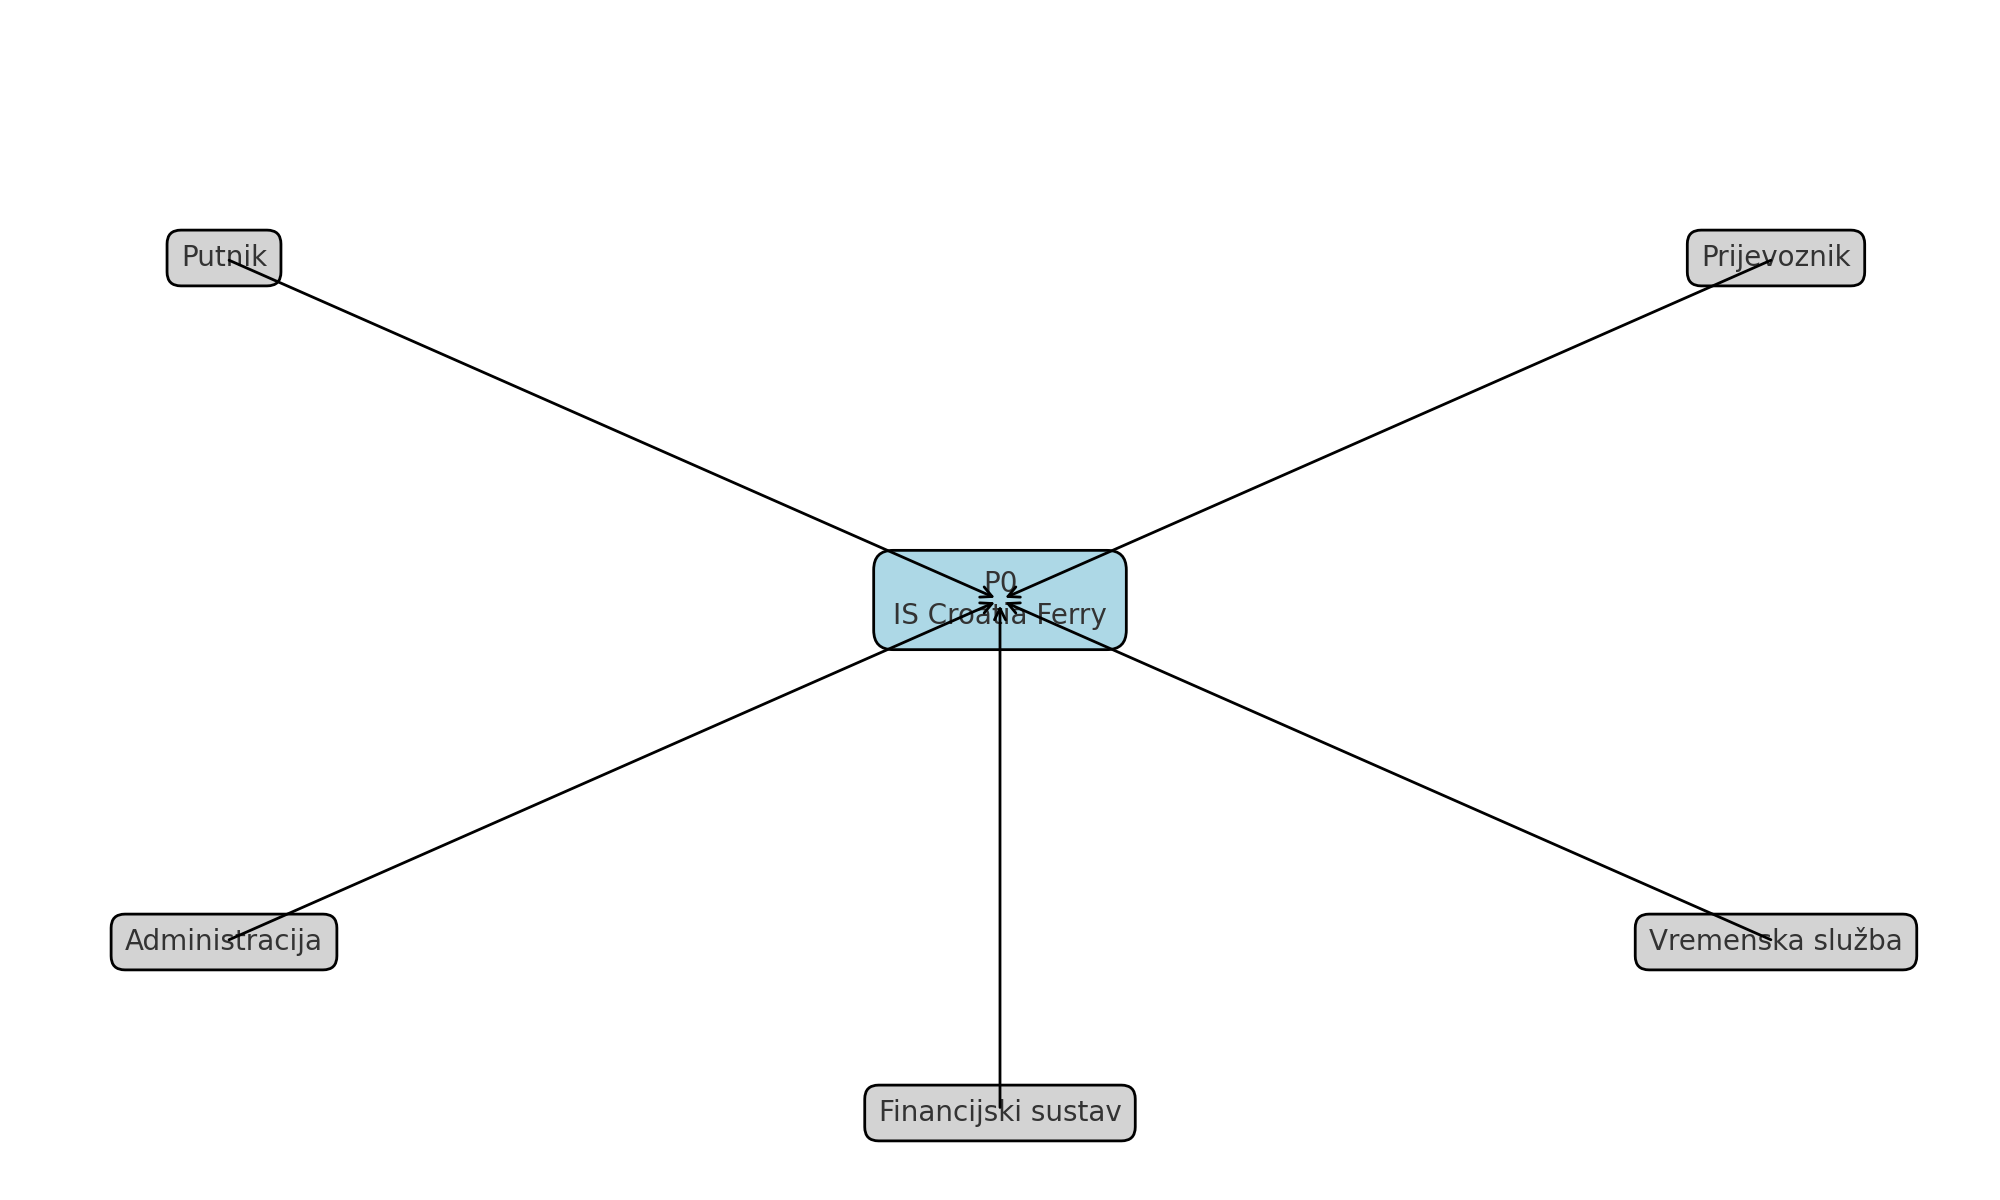 Putnik
Prijevoznik
P0
IS Croatia Ferry
Administracija
Vremenska služba
Financijski sustav